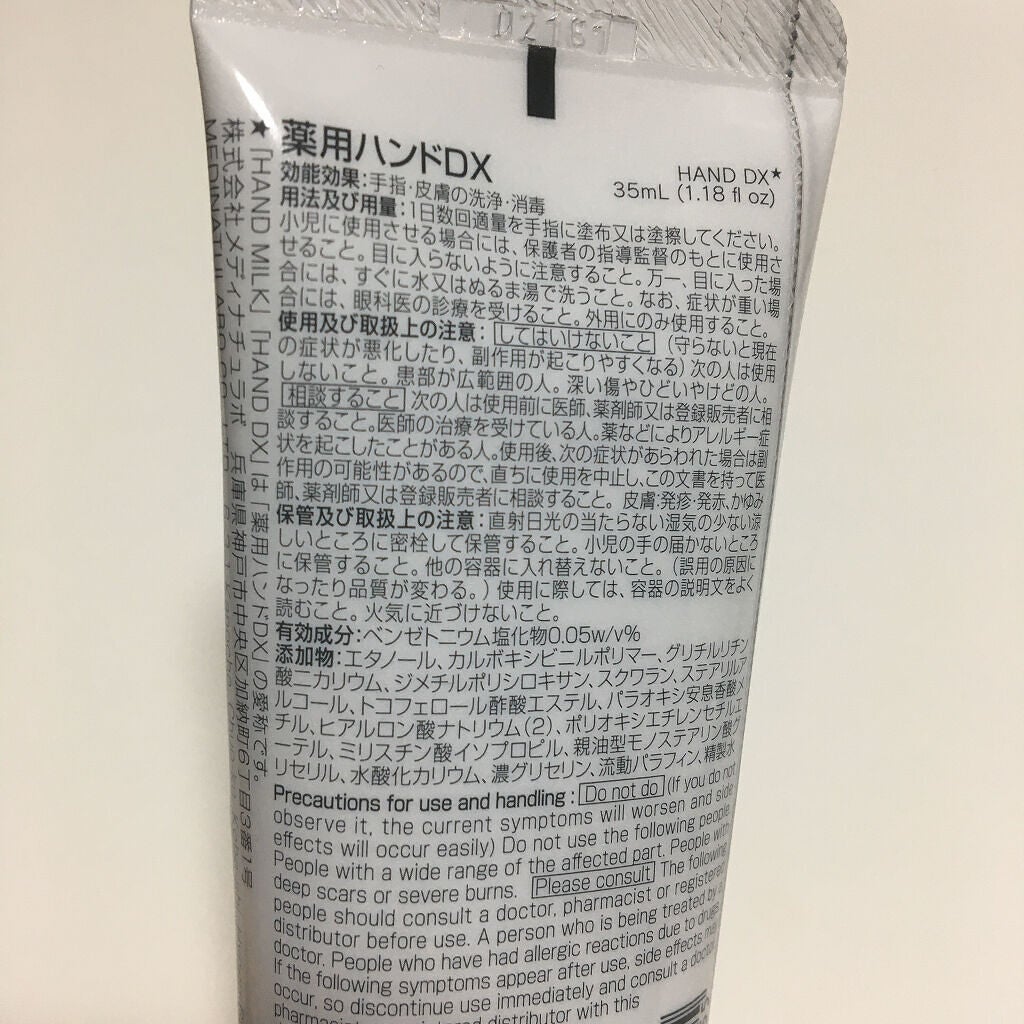 02161
薬用ハンドDX
HAND DX★
35mL (1.18 fl oz)
効能効果:手指・皮膚の洗浄・消毒
用法及び用量:1日数回適量を手指に塗布又は塗擦してください。
小児に使用させる場合には、保護者の指導監督のもとに使用さ
せること。目に入らないように注意すること。万一、目に入った場
合には、すぐに水又はぬるま湯で洗うこと。なお、症状が重い場
合には、眼科医の診療を受けること。外用にのみ使用すること。
使用及び取扱上の注意:してはいけないこと (守らないと現在
の症状が悪化したり、副作用が起こりやすくなる) 次の人は使用
しないこと。患部が広範囲の人。深い傷やひどいやけどの人。
相談すること 次の人は使用前に医師、薬剤師又は登録販売者に相
談すること。医師の治療を受けている人。薬などによりアレルギー症
状を起こしたことがある人。使用後、次の症状があらわれた場合は副
作用の可能性があるので、直ちに使用を中止し、この文書を持って医
師、薬剤師又は登録販売者に相談すること。皮膚:発疹・発赤、かゆみ
保管及び取扱上の注意:直射日光の当たらない湿気の少ない涼
しいところに密栓して保管すること。小児の手の届かないところ
に保管すること。他の容器に入れ替えないこと。(誤用の原因に
なったり品質が変わる。) 使用に際しては、容器の説明文をよく
読むこと。火気に近づけないこと。
有効成分:ベンゼトニウム塩化物0.05w/v%
添加物:エタノール、カルボキシビニルポリマー、グリチルリチン
酸二カリウム、ジメチルポリシロキサン、スクワラン、ステアリルア
ルコール、トコフェロール酢酸エステル、パラオキシ安息香酸メ
チル、ヒアルロン酸ナトリウム(2)、ポリオキシエチレンセチルエ
ーテル、ミリスチン酸イソプロピル、親油型モノステアリン酸グ
リセリル、水酸化カリウム、濃グリセリン、流動パラフィン、精製水
Precautions for use and handling : Do not do (If you do not
observe it, the current symptoms will worsen and side
effects will occur easily) Do not use the following people.
People with a wide range of the affected part. People with
deep scars or severe burns. Please consult The following
people should consult a doctor, pharmacist or registered
distributor before use. A person who is being treated by a
doctor. People who have had allergic reactions due to drugs
If the following symptoms appear after use, side effects may
occur, so discontinue use immediately and consult a doctor
distributor with this
★「HAND MILK」「HAND DX」は「薬用ハンドDX」の愛称です。
株式会社メディナチュラボ 兵庫県神戸市中央区加納町6丁目3番1号